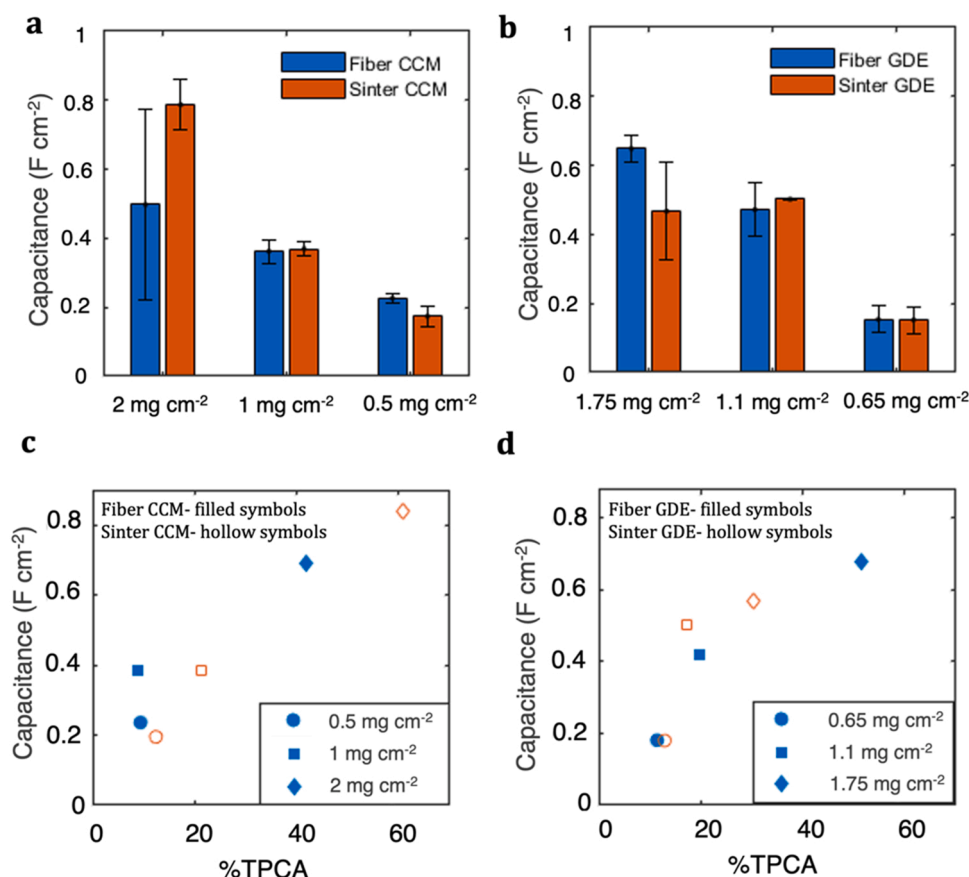 a
1
0.8
0.6
0.4
0.2
0
Capacitance (F cm-2)
Fiber CCM
Sinter CCM
2 mg cm-2
1 mg cm-2
0.5 mg cm-2
b
1
0.8
0.6
0.4
0.2
0
Capacitance (F cm-2)
Fiber GDE
Sinter GDE
1.75 mg cm-2
1.1 mg cm-2
0.65 mg cm-2
c
Fiber CCM- filled symbols
Sinter CCM- hollow symbols
0.8
0.6
0.4
0.2
0
Capacitance (F cm-2)
0.5 mg cm-2
1 mg cm-2
2 mg cm-2
0
20
40
60
%TPCA
d
Fiber GDE- filled symbols
Sinter GDE- hollow symbols
0.8
0.6
0.4
0.2
0
Capacitance (F cm-2)
0.65 mg cm-2
1.1 mg cm-2
1.75 mg cm-2
0
20
40
60
%TPCA